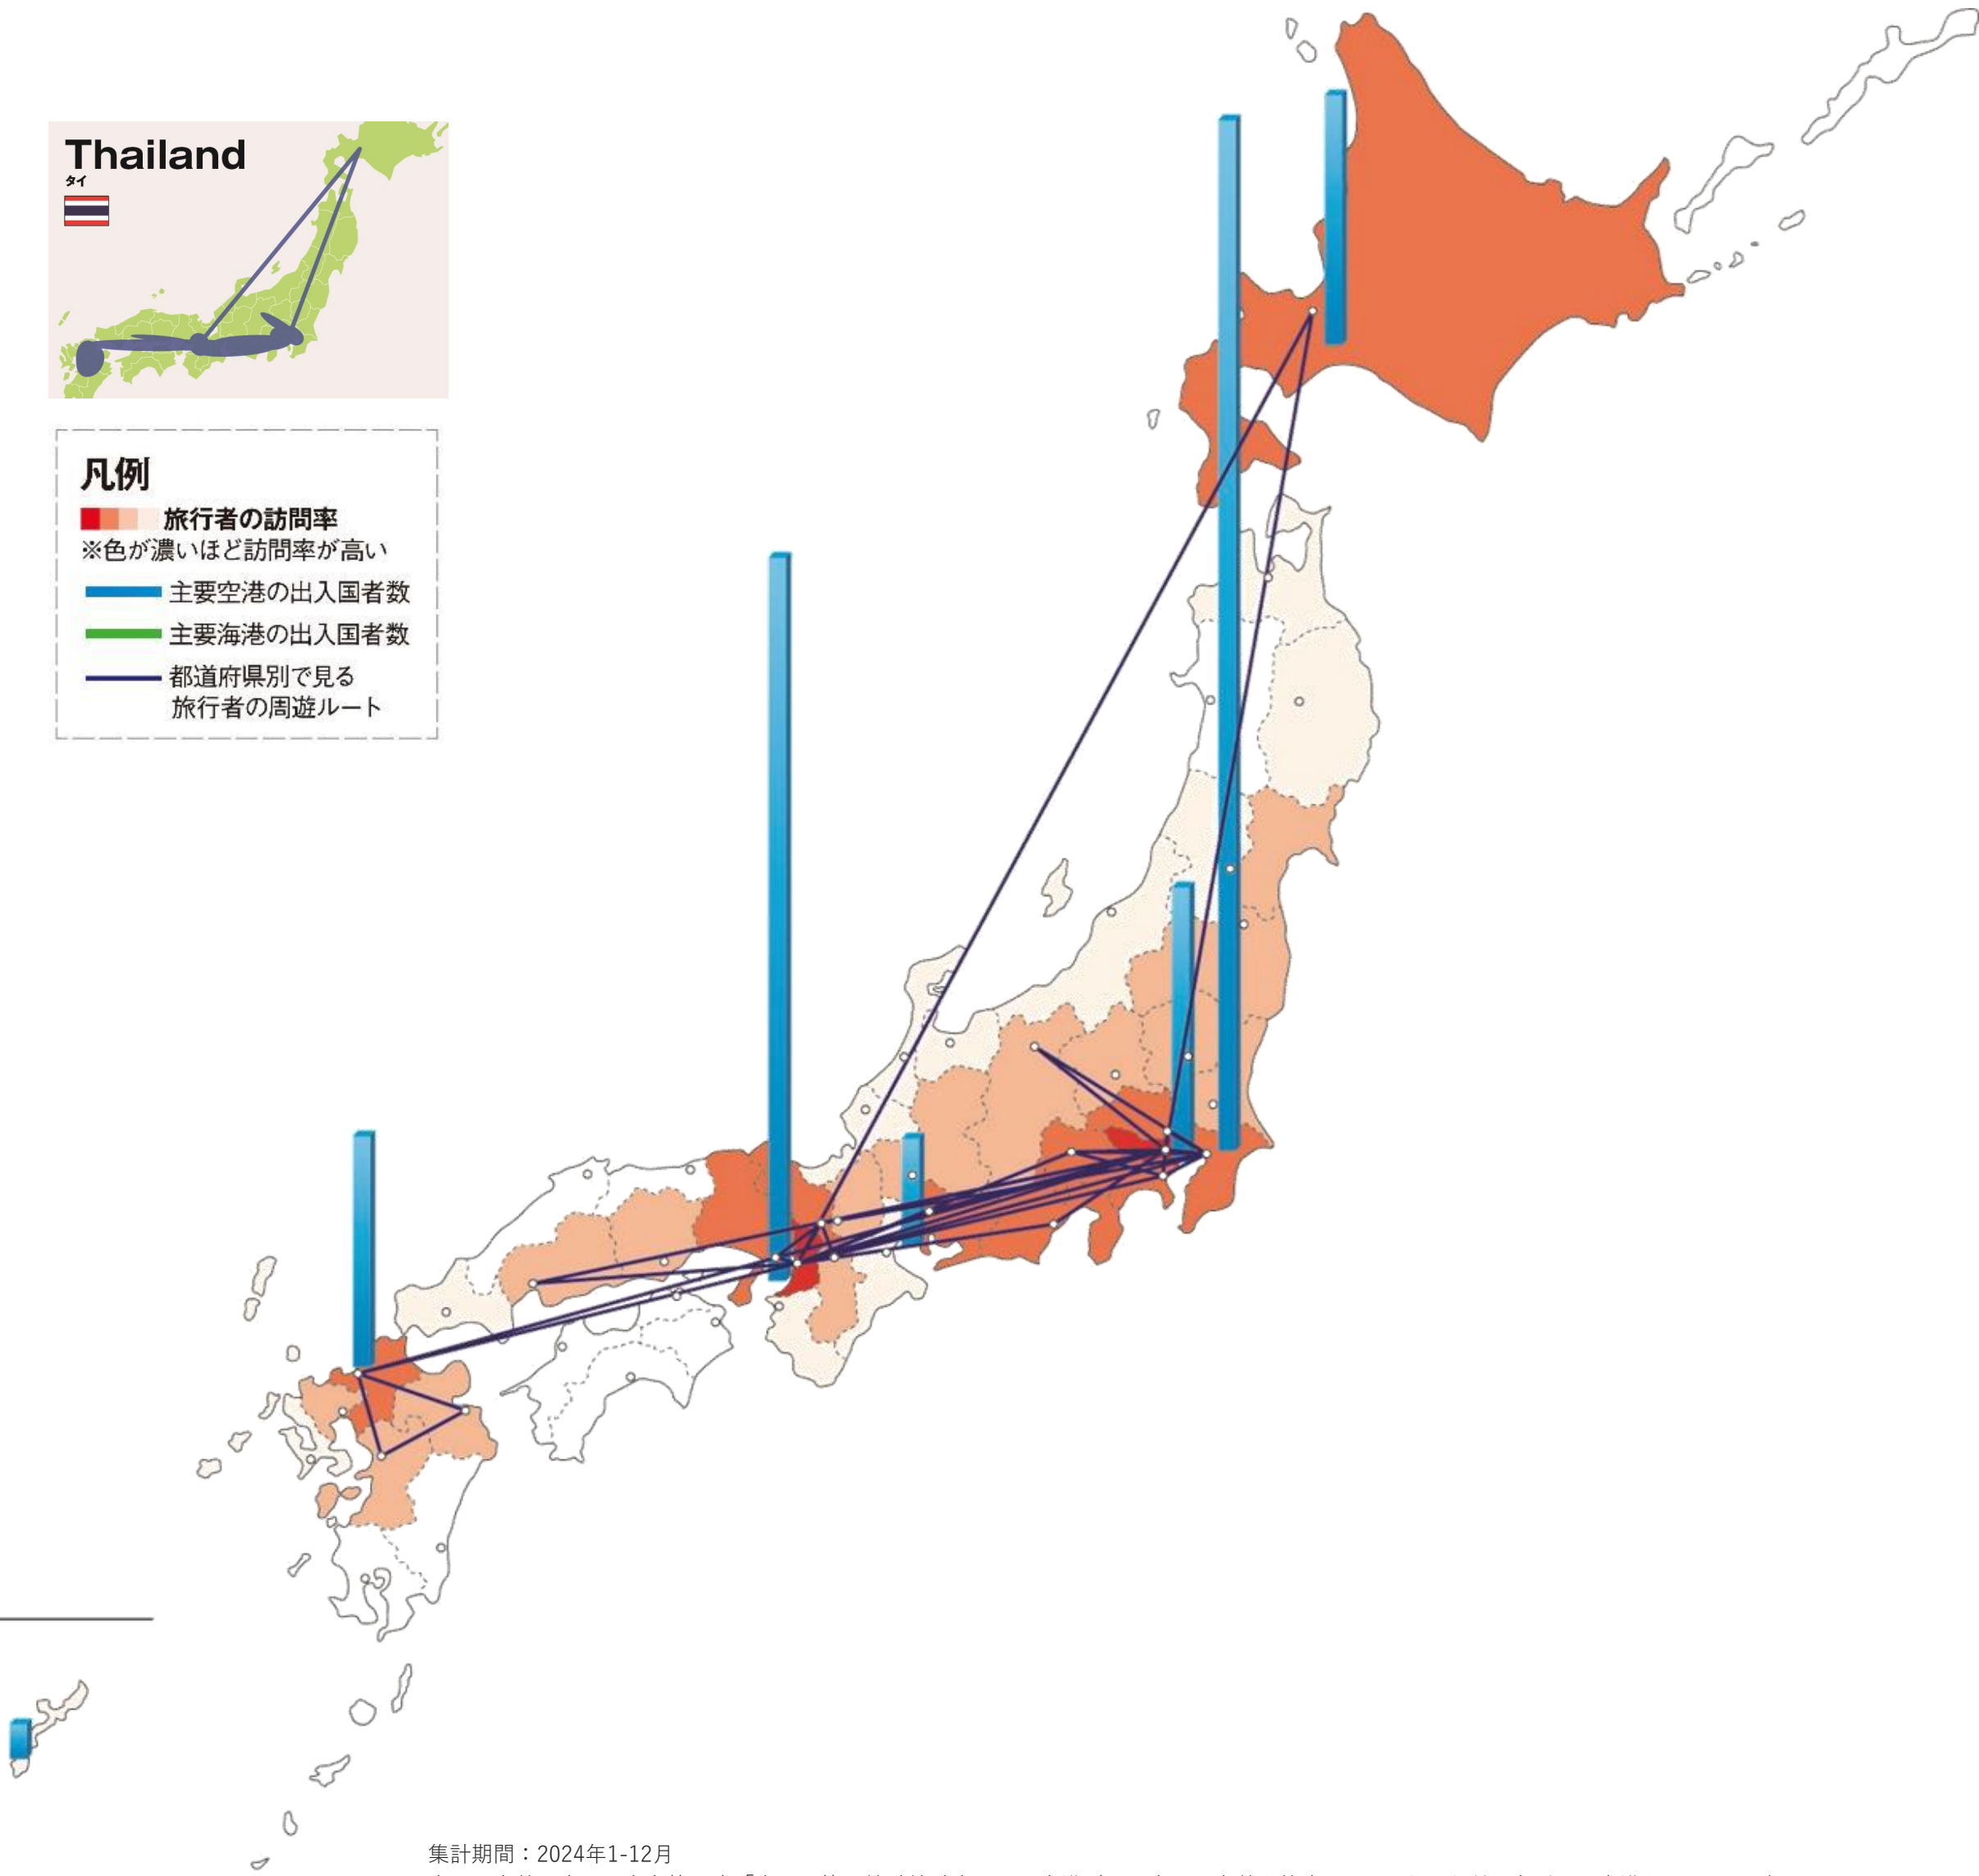 Thailand
タイ
凡例
旅行者の訪問率
※色が濃いほど訪問率が高い
主要空港の出入国者数
主要海港の出入国者数
都道府県別で見る
旅行者の周遊ルート
集計期間：2024年1-12月